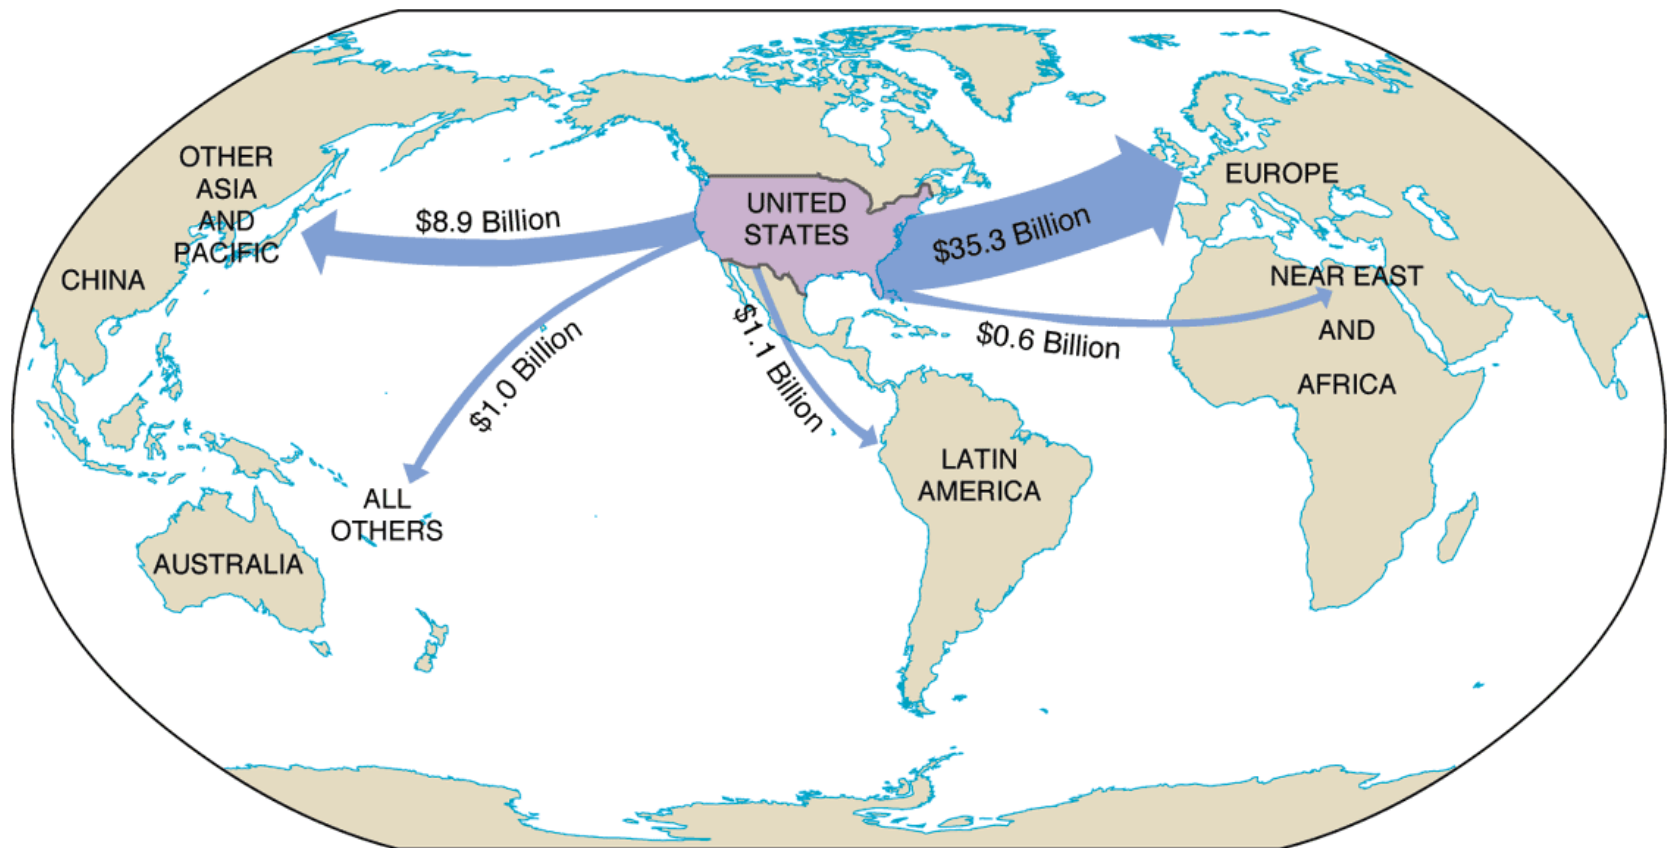 OTHER
ASIA
AND
PACIFIC
CHINA
$8.9 Billion
UNITED
STATES
$35.3 Billion
EUROPE
NEAR EAST
AND
AFRICA
$0.6 Billion
$1.1 Billion
$1.0 Billion
ALL
OTHERS
AUSTRALIA
LATIN
AMERICA